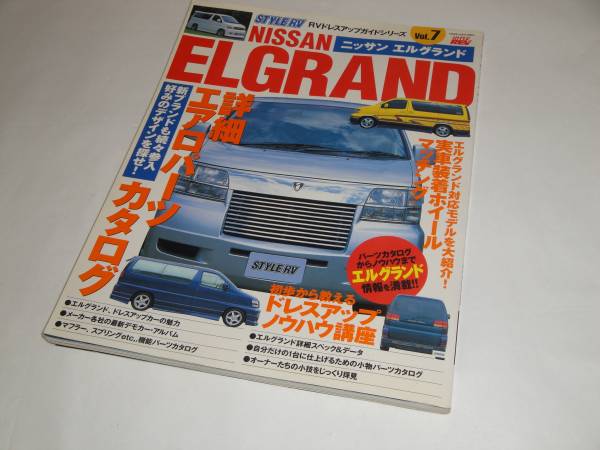 STYLE RV RVドレスアップガイドシリーズ Vol.7
NISSAN ニッサン エルグランド
ELGRAND
新ブランドも続々参入
好みのデザインを探せ!
詳細
エアロパーツ
カタログ
エルグランド対応モデルを大紹介!
実車装着ホイール
マッチング
STYLE RV
パーツカタログ
からノウハウまで
エルグランド
情報を満載!!
初歩から教える
ドレスアップ
ノウハウ講座
●エルグランド、ドレスアップカーの魅力
●メーカー各社の最新デモカー・アルバム
●マフラー、スプリングetc.,機能パーツカタログ
●エルグランド詳細スペック&データ
●自分だけの1台に仕上げるための小物パーツカタログ
●オーナーたちの小技をじっくり拝見